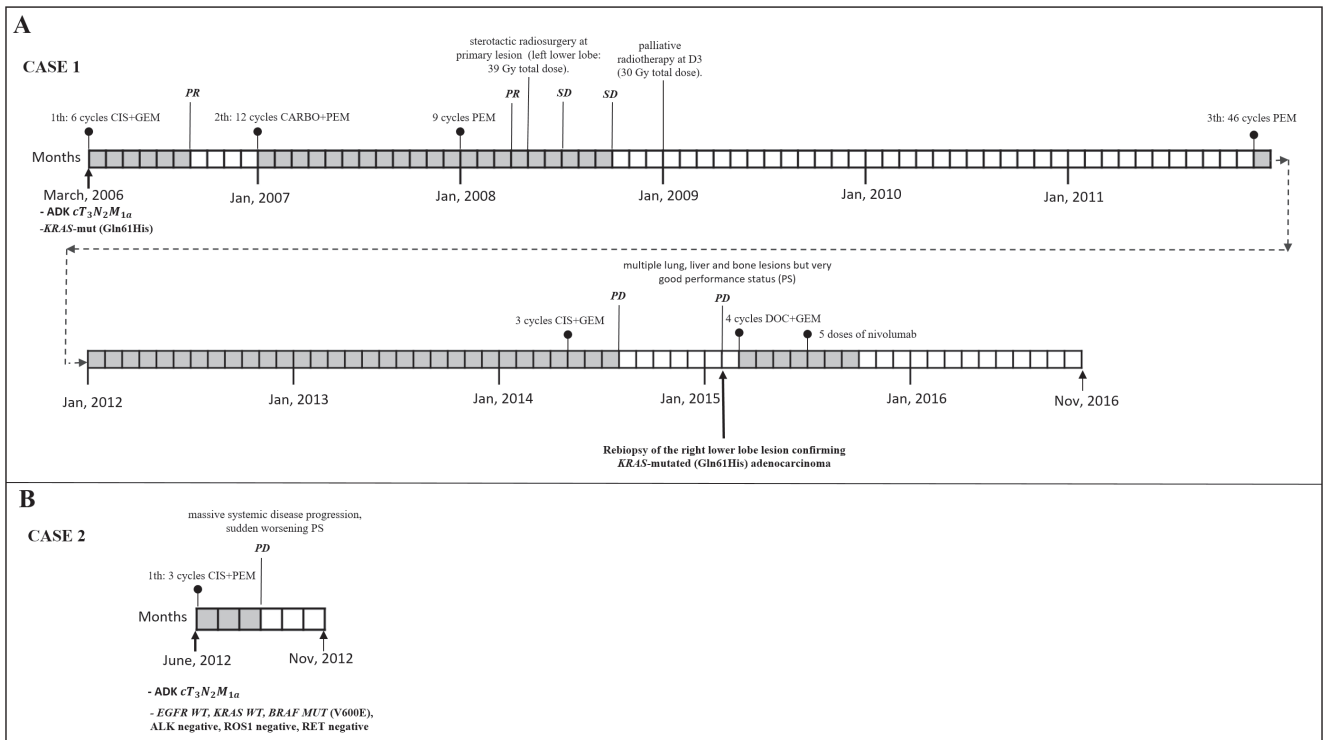 A
CASE 1
sterotactic radiosurgery at
primary lesion (left lower lobe:
39 Gy total dose).
palliative
radiotherapy at D3
(30 Gy total dose).
PR
PR
SD
SD
1th: 6 cycles CIS+GEM
2th: 12 cycles CARBO+PEM
9 cycles PEM
3th: 46 cycles PEM
Months
March, 2006
Jan, 2007
Jan, 2008
Jan, 2009
Jan, 2010
Jan, 2011
- ADK cT3N2M1a
-KRAS-mut (Gln61His)
multiple lung, liver and bone lesions but very
good performance status (PS)
PD
PD
3 cycles CIS+GEM
4 cycles DOC+GEM
5 doses of nivolumab
Jan, 2012
Jan, 2013
Jan, 2014
Jan, 2015
Jan, 2016
Nov, 2016
Rebiopsy of the right lower lobe lesion confirming
KRAS-mutated (Gln61His) adenocarcinoma
B
CASE 2
massive systemic disease progression,
sudden worsening PS
PD
1th: 3 cycles CIS+PEM
Months
June, 2012
Nov, 2012
- ADK cT3N2M1a
- EGFR WT, KRAS WT, BRAF MUT (V600E),
ALK negative, ROS1 negative, RET negative